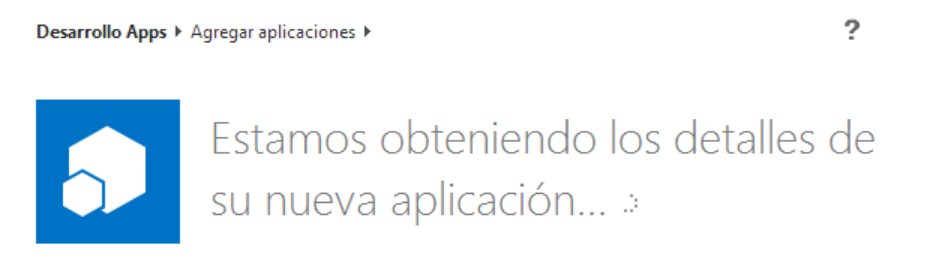 Desarrollo Apps ▸ Agregar aplicaciones ▸ ?
Estamos obteniendo los detalles de
su nueva aplicación...